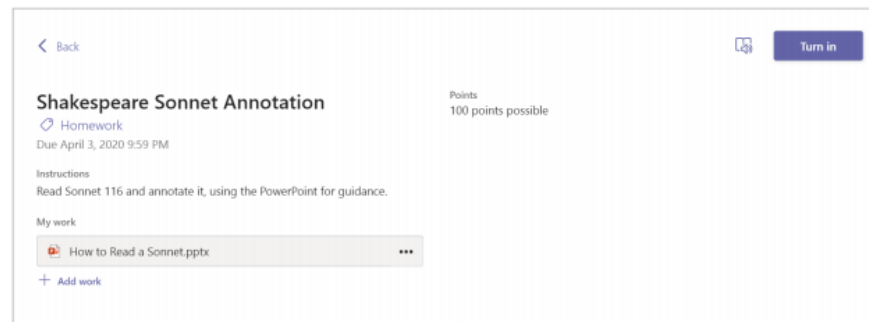 Back
Turn in
Shakespeare Sonnet Annotation
Homework
Due April 3, 2020 9:59 PM
Points
100 points possible
Instructions
Read Sonnet 116 and annotate it, using the PowerPoint for guidance.
My work
How to Read a Sonnet.pptx
Add work